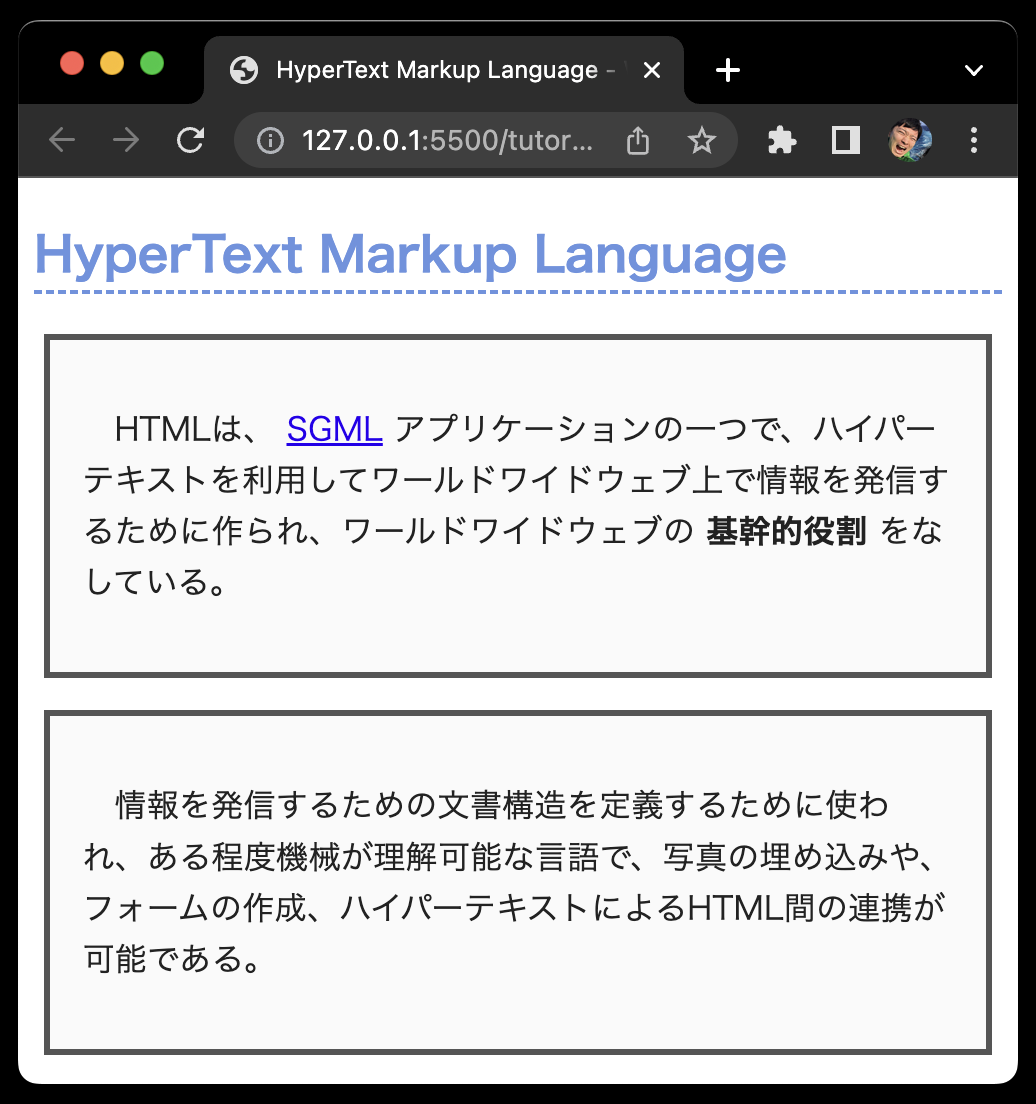 HyperText Markup Language -
127.0.0.1:5500/tutor...
HyperText Markup Language
　HTMLは、 SGML アプリケーションの一つで、ハイパー
テキストを利用してワールドワイドウェブ上で情報を発信す
るために作られ、ワールドワイドウェブの 基幹的役割 をな
している。
　情報を発信するための文書構造を定義するために使わ
れ、ある程度機械が理解可能な言語で、写真の埋め込みや、
フォームの作成、ハイパーテキストによるHTML間の連携が
可能である。